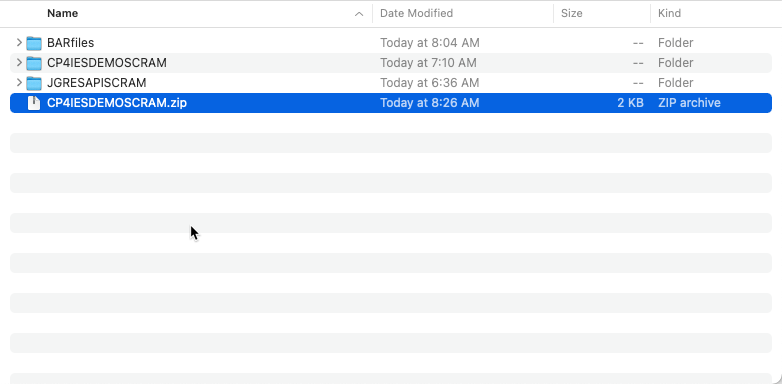 Name Date Modified Size Kind
BARfiles Today at 8:04 AM -- Folder
CP4IESDEMOSCRAM Today at 7:10 AM -- Folder
JGRESAPISCRAM Today at 6:36 AM -- Folder
CP4IESDEMOSCRAM.zip Today at 8:26 AM 2 KB ZIP archive